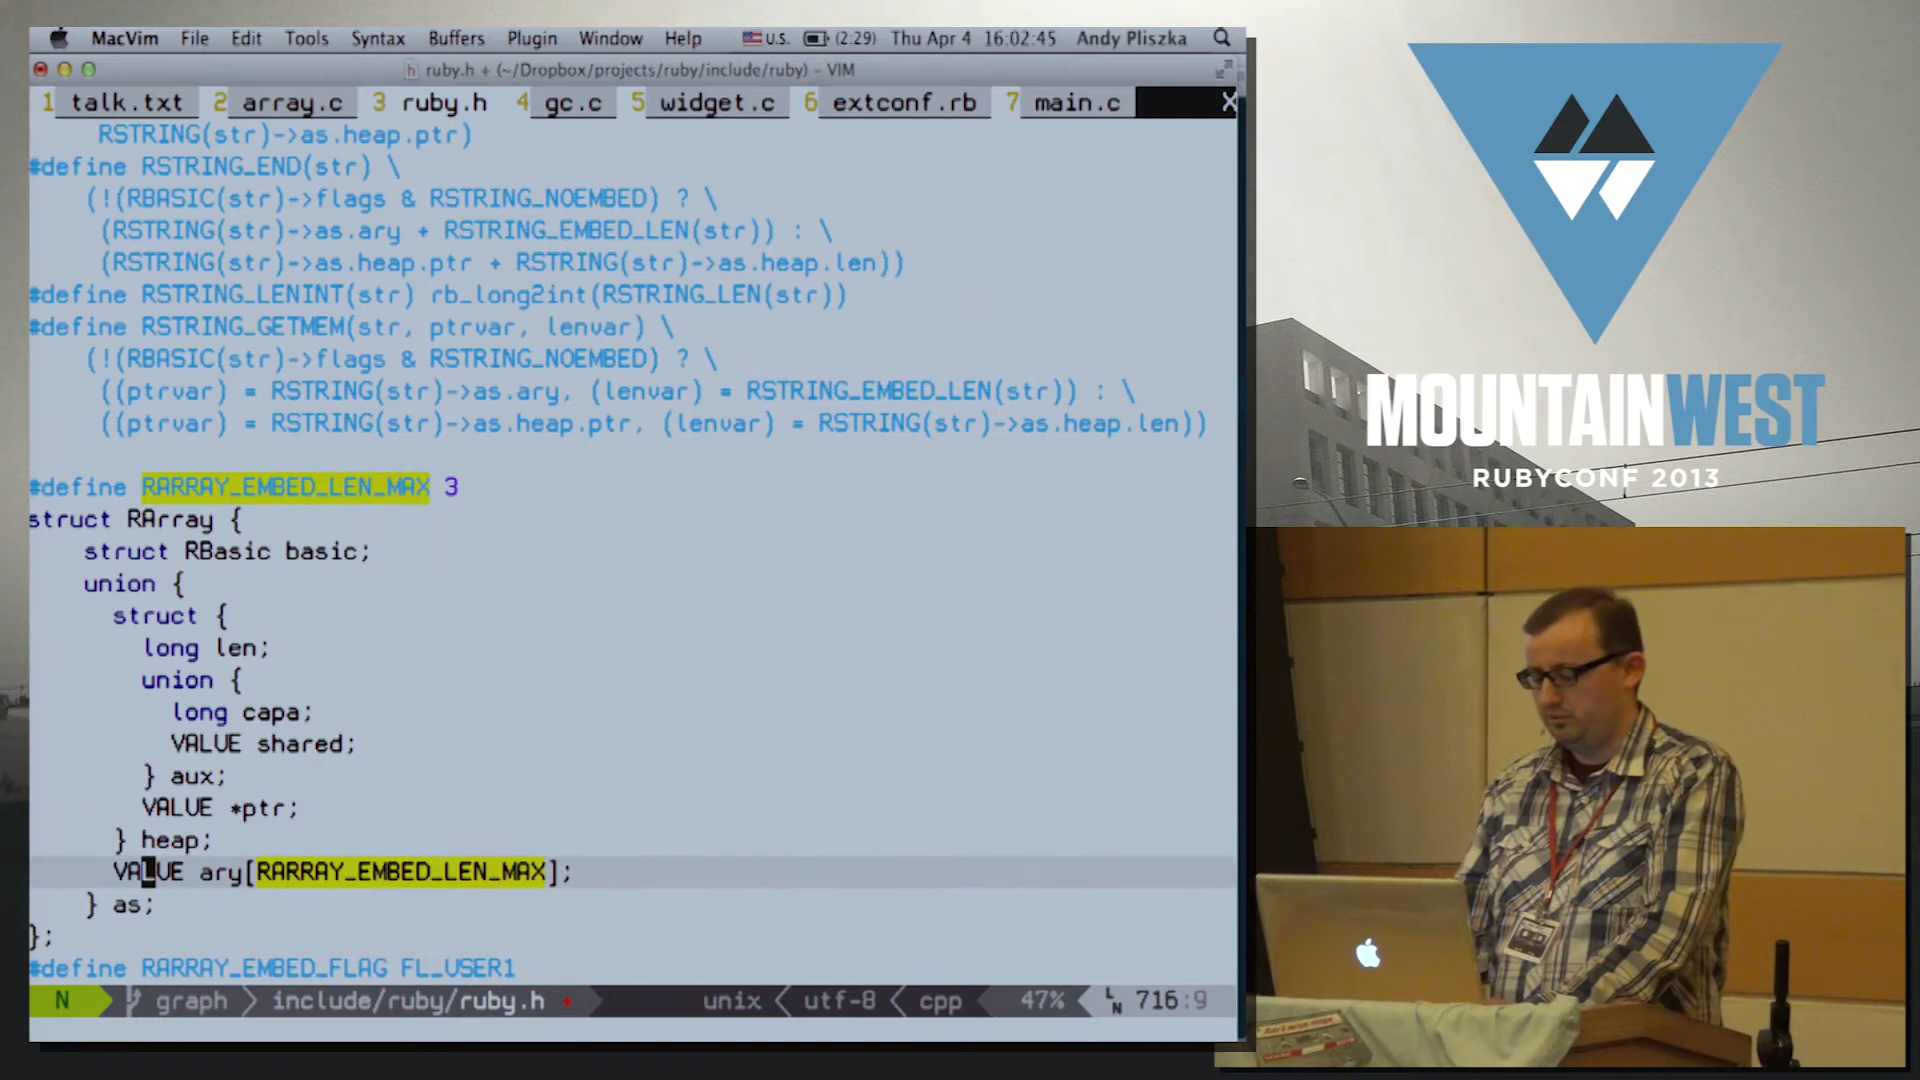 MacVim File Edit Tools Syntax Buffers Plugin Window Help U.S. (2:29) Thu Apr 4 16:02:45 Andy Pliszka
ruby.h + (~/Dropbox/projects/ruby/include/ruby) - VIM
1 talk.txt 2 array.c 3 ruby.h 4 gc.c 5 widget.c 6 extconf.rb 7 main.c X
RSTRING(str)->as.heap.ptr)
#define RSTRING_END(str) \
(!(RBASIC(str)->flags & RSTRING_NOEMBED) ? \
(RSTRING(str)->as.ary + RSTRING_EMBED_LEN(str)) : \
(RSTRING(str)->as.heap.ptr + RSTRING(str)->as.heap.len))
#define RSTRING_LENINT(str) rb_long2int(RSTRING_LEN(str))
#define RSTRING_GETMEM(str, ptrvar, lenvar) \
(!(RBASIC(str)->flags & RSTRING_NOEMBED) ? \
((ptrvar) = RSTRING(str)->as.ary, (lenvar) = RSTRING_EMBED_LEN(str)) : \
((ptrvar) = RSTRING(str)->as.heap.ptr, (lenvar) = RSTRING(str)->as.heap.len))
#define RARRAY_EMBED_LEN_MAX 3
struct RArray {
struct RBasic basic;
union {
struct {
long len;
union {
long capa;
VALUE shared;
} aux;
VALUE *ptr;
} heap;
VALUE ary[RARRAY_EMBED_LEN_MAX];
} as;
};
#define RARRAY_EMBED_FLAG FL_USER1
N graph include/ruby/ruby.h unix utf-8 cpp 47% LN 716:9
MOUNTAINWEST
RUBYCONF 2013